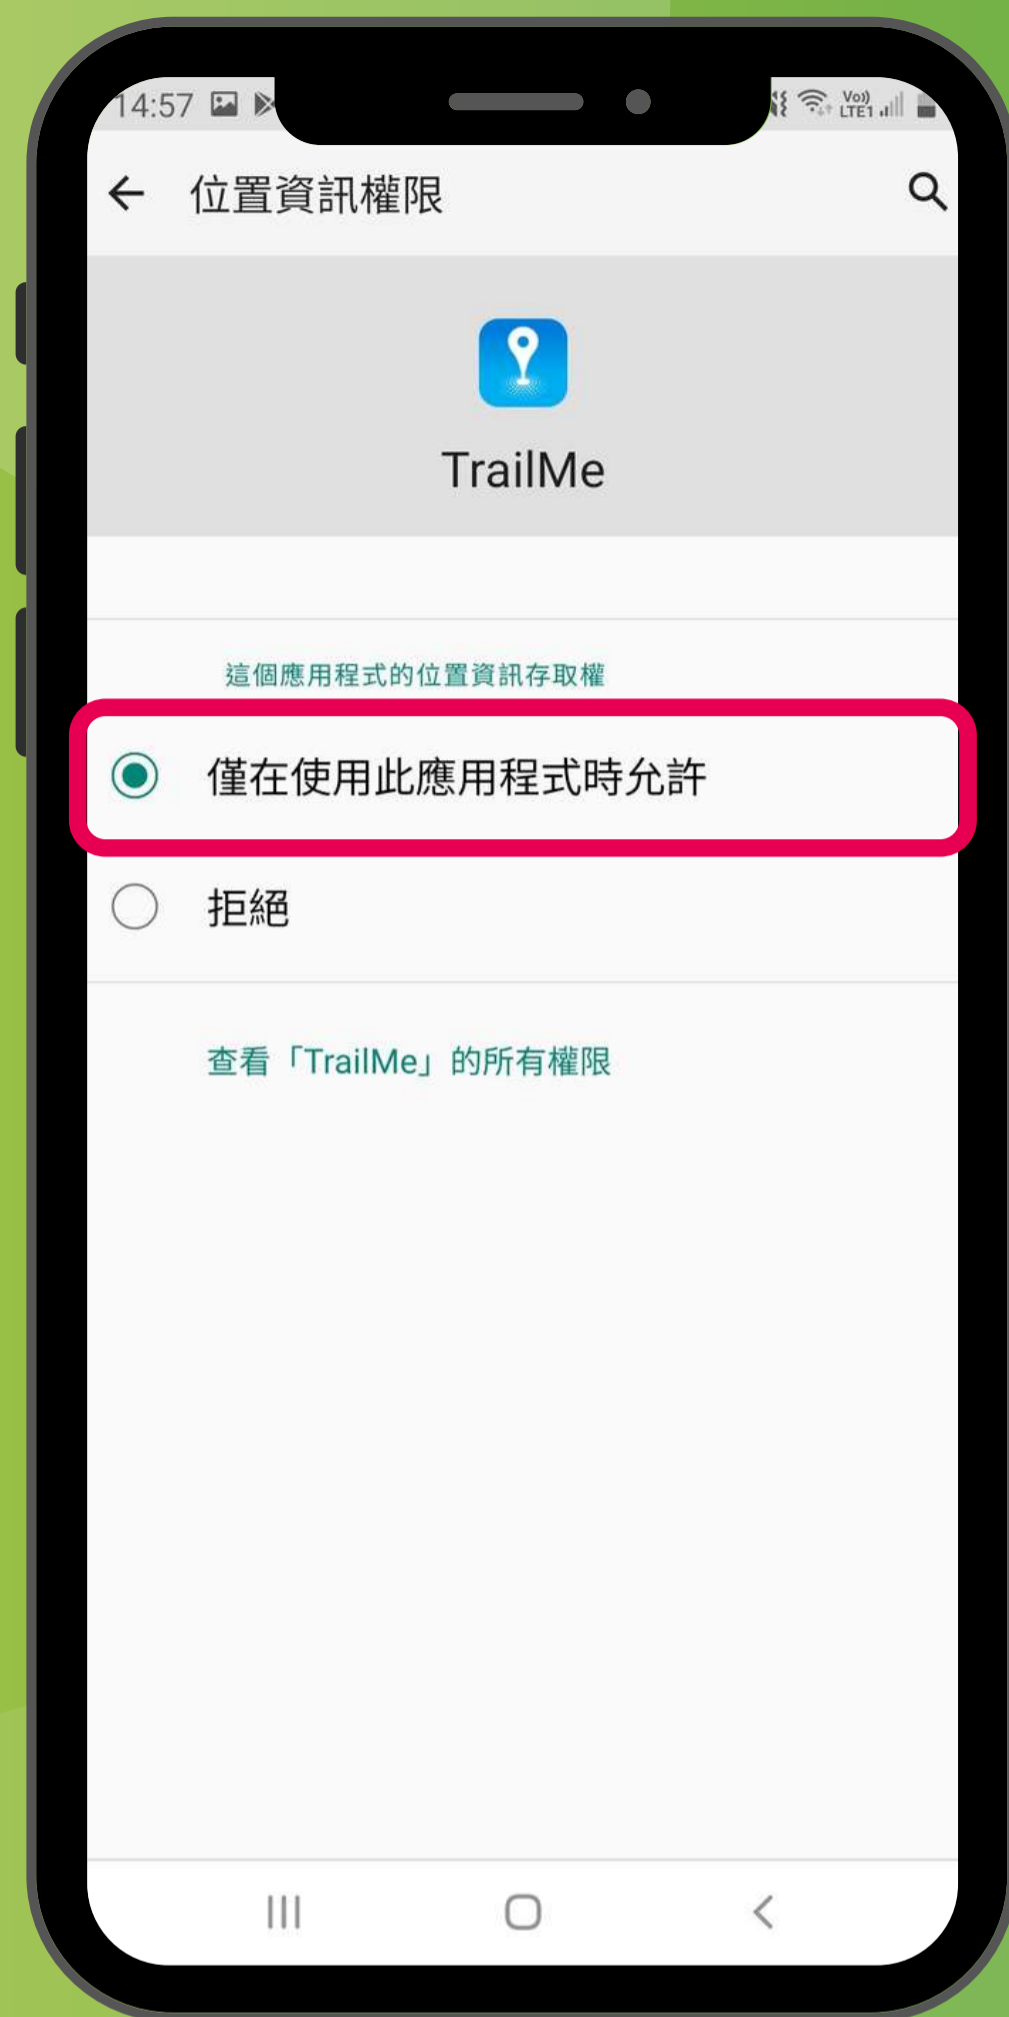 14:57
Vo))
LTE1
位置資訊權限
TrailMe
這個應用程式的位置資訊存取權
僅在使用此應用程式時允許
拒絕
查看「TrailMe」的所有權限